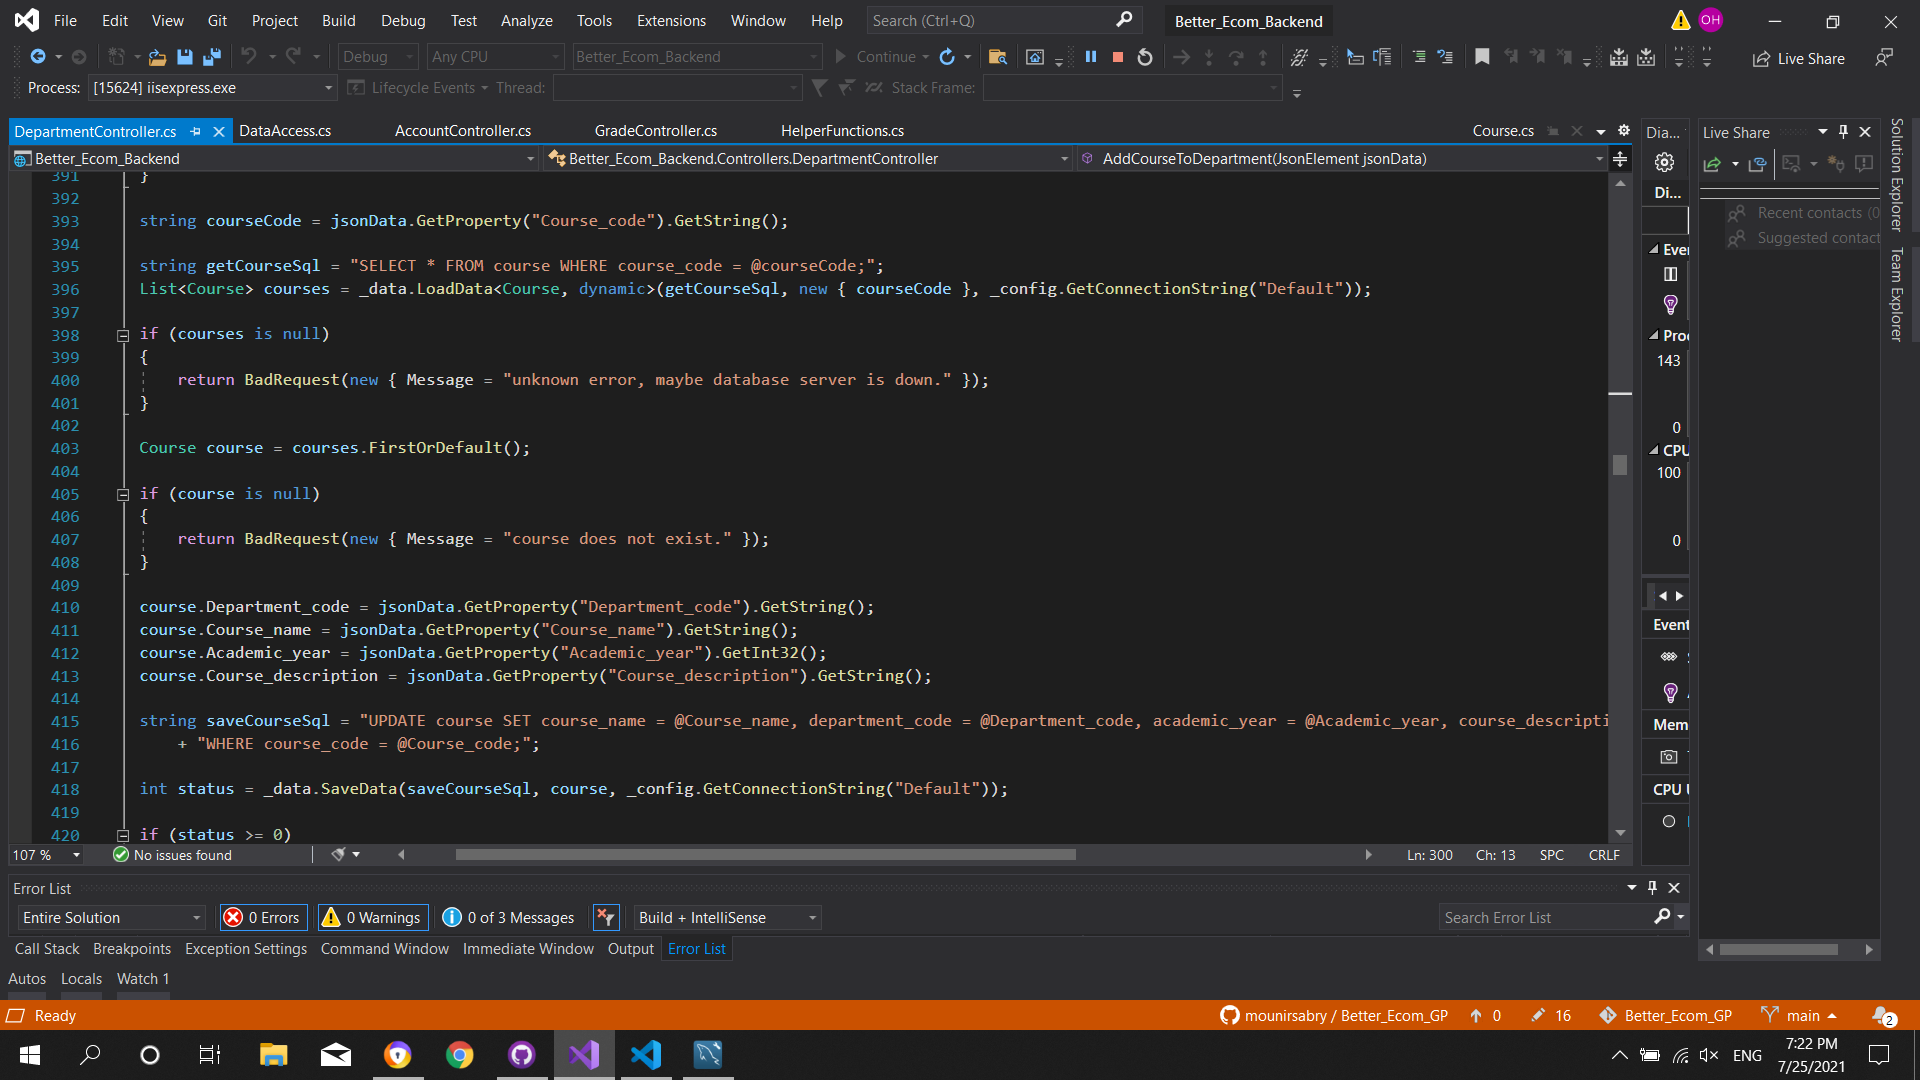 File Edit View Git Project Build Debug Test Analyze Tools Extensions Window Help Search (Ctrl+Q) Better_Ecom_Backend OH
Debug Any CPU Better_Ecom_Backend Continue Live Share
Process: [15624] iisexpress.exe Lifecycle Events Thread: Stack Frame:
DepartmentController.cs DataAccess.cs AccountController.cs GradeController.cs HelperFunctions.cs Course.cs
Better_Ecom_Backend Better_Ecom_Backend.Controllers.DepartmentController AddCourseToDepartment(JsonElement jsonData)
391 }
392
393 string courseCode = jsonData.GetProperty("Course_code").GetString();
394
395 string getCourseSql = "SELECT * FROM course WHERE course_code = @courseCode;";
396 List<Course> courses = _data.LoadData<Course, dynamic>(getCourseSql, new { courseCode }, _config.GetConnectionString("Default"));
397
398 if (courses is null)
399 {
400 return BadRequest(new { Message = "unknown error, maybe database server is down." });
401 }
402
403 Course course = courses.FirstOrDefault();
404
405 if (course is null)
406 {
407 return BadRequest(new { Message = "course does not exist." });
408 }
409
410 course.Department_code = jsonData.GetProperty("Department_code").GetString();
411 course.Course_name = jsonData.GetProperty("Course_name").GetString();
412 course.Academic_year = jsonData.GetProperty("Academic_year").GetInt32();
413 course.Course_description = jsonData.GetProperty("Course_description").GetString();
414
415 string saveCourseSql = "UPDATE course SET course_name = @Course_name, department_code = @Department_code, academic_year = @Academic_year, course_descripti
416 + "WHERE course_code = @Course_code;";
417
418 int status = _data.SaveData(saveCourseSql, course, _config.GetConnectionString("Default"));
419
420 if (status >= 0)
107 % No issues found Ln: 300 Ch: 13 SPC CRLF
Dia...
Di...
Eve
Pro
143
0
CPU
100
0
Event
Mem
CPU
Live Share
Recent contacts (0
Suggested contact
Solution Explorer
Team Explorer
Error List
Entire Solution 0 Errors 0 Warnings 0 of 3 Messages Build + IntelliSense Search Error List
Call Stack Breakpoints Exception Settings Command Window Immediate Window Output Error List
Autos Locals Watch 1
Ready mounirsabry / Better_Ecom_GP 0 16 Better_Ecom_GP main 2
ENG 7:22 PM
7/25/2021